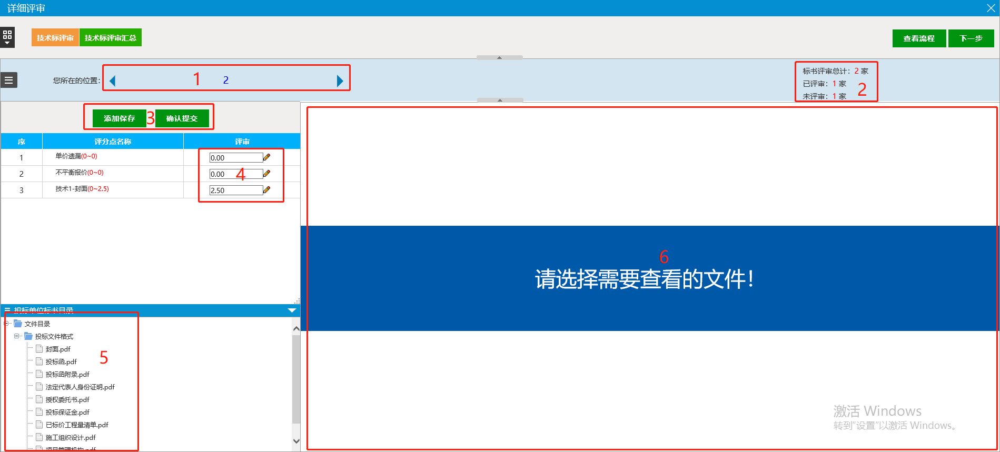 详细评审
技术标评审 技术标评审汇总
查看流程 下一步
您所在的位置： 1 2
标书评审总计：2 家
已评审：1 家
未评审：1 家
2
添加保存 3 确认提交
序 评分点名称 评审
1 单价遗漏(0~0) 0.00
2 不平衡报价(0~0) 0.00
4
3 技术1-封面(0~2.5) 2.50
投标单位标书目录
文件目录
投标文件格式
封面.pdf
5
投标函.pdf
投标函附录.pdf
法定代表人身份证明.pdf
授权委托书.pdf
投标保证金.pdf
已标价工程量清单.pdf
施工组织设计.pdf
项目管理机构.pdf
6
请选择需要查看的文件！
激活 Windows
转到"设置"以激活 Windows。